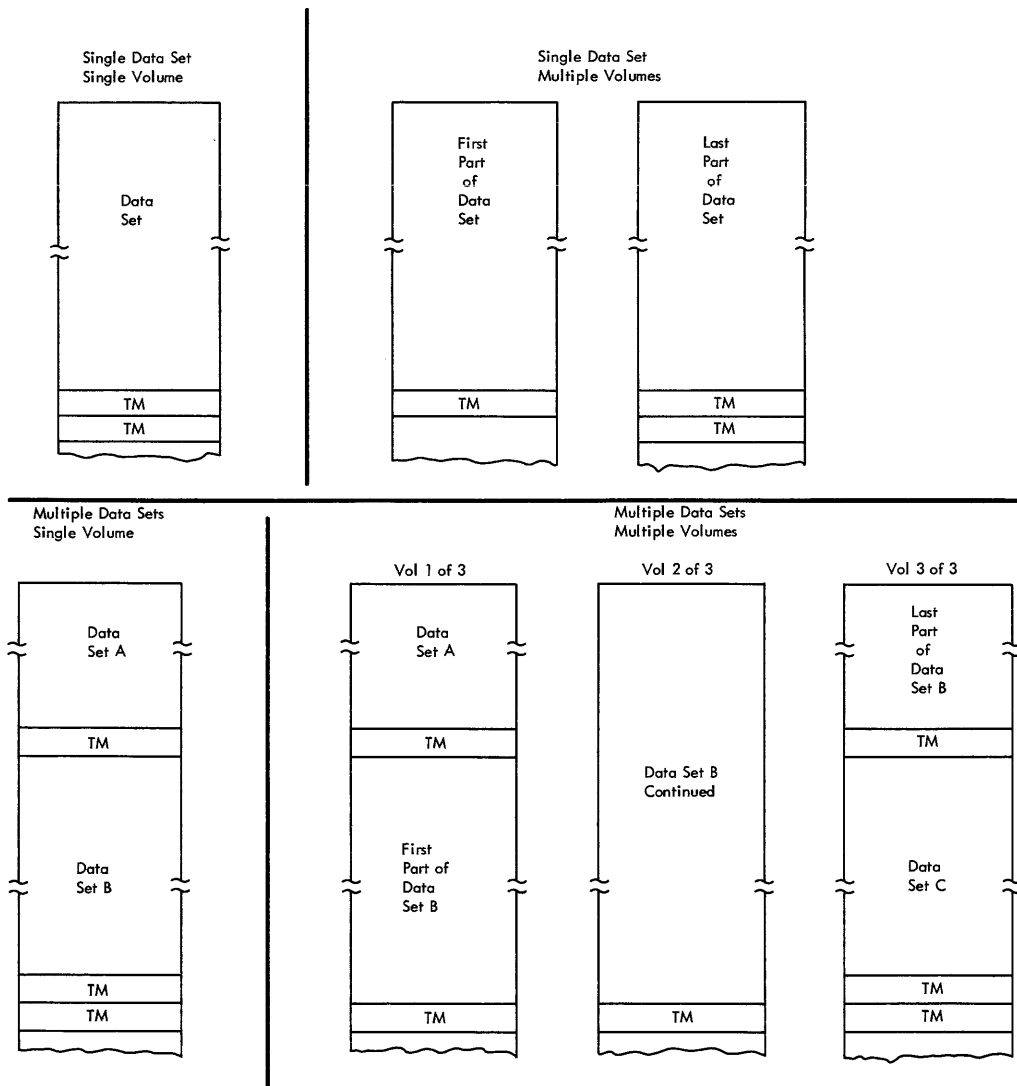 Single Data Set
Single Volume
Data
Set
TM
TM
Single Data Set
Multiple Volumes
First
Part
of
Data
Set
TM
Last
Part
of
Data
Set
TM
TM
Multiple Data Sets
Single Volume
Data
Set A
TM
Data
Set B
TM
TM
Multiple Data Sets
Multiple Volumes
Vol 1 of 3
Data
Set A
TM
First
Part of
Data
Set B
TM
Vol 2 of 3
Data Set B
Continued
TM
Vol 3 of 3
Last
Part
of
Data
Set B
TM
Data
Set C
TM
TM